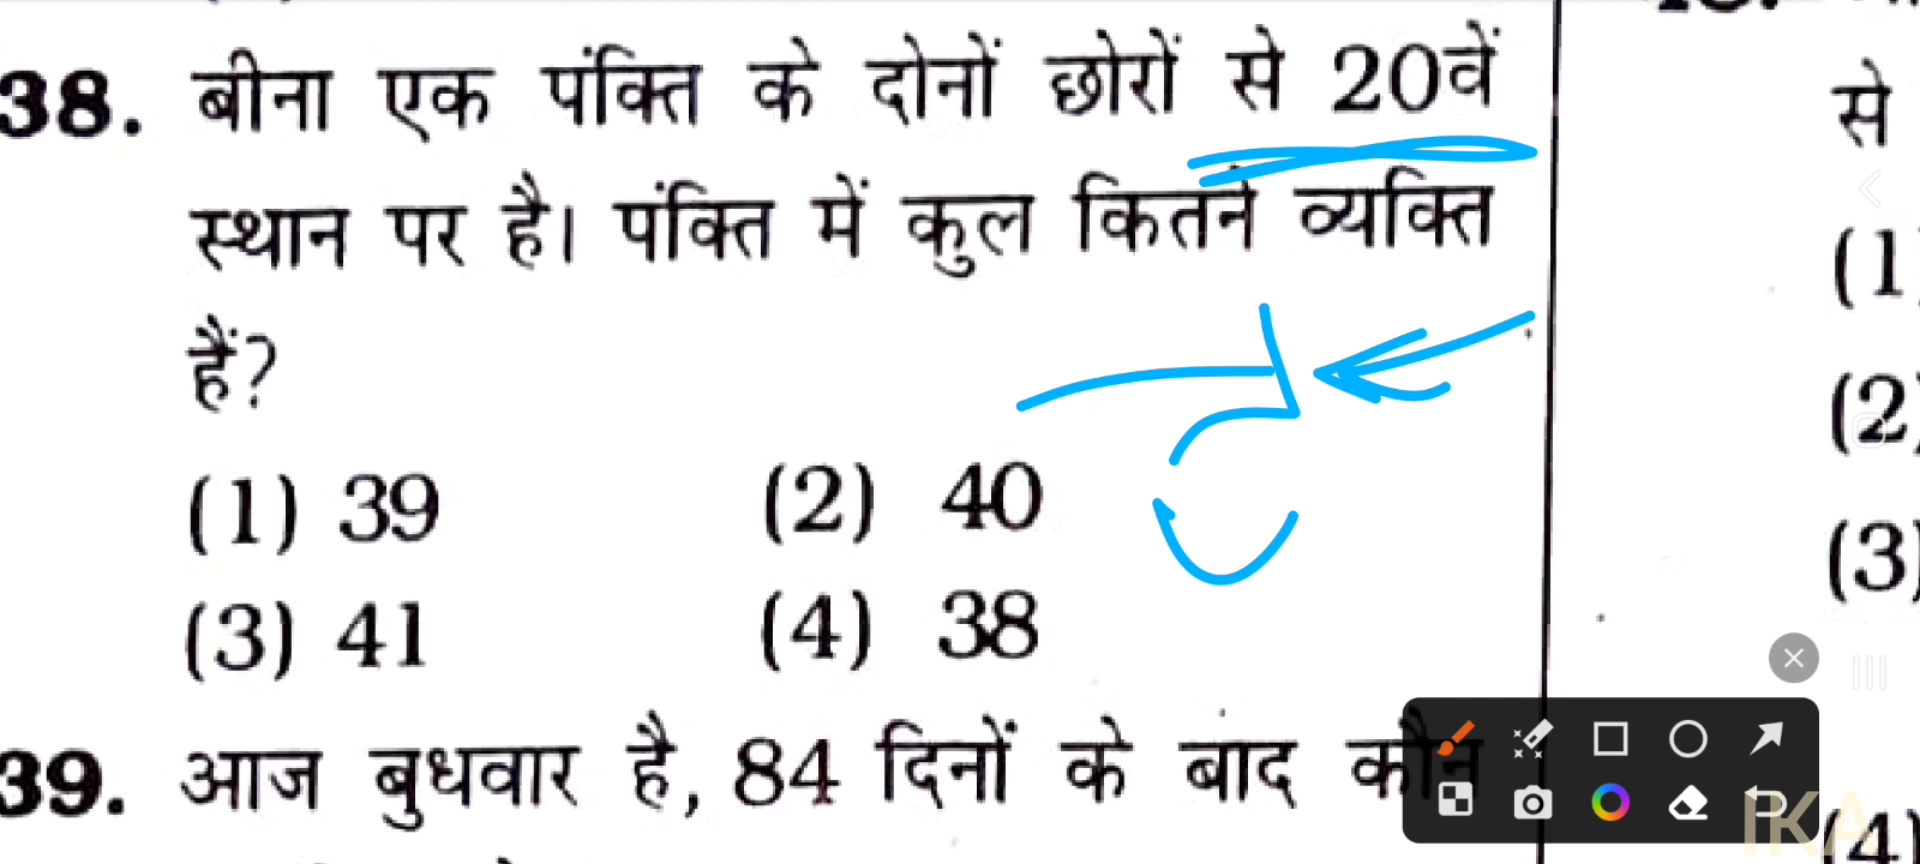 38. बीना एक पंक्ति के दोनों छोरों से 20वें
स्थान पर है। पंक्ति में कुल कितने व्यक्ति
हैं?
(1) 39 (2) 40
(3) 41 (4) 38
39. आज बुधवार है, 84 दिनों के बाद कौन
से
(1)
(2)
(3)
(4)